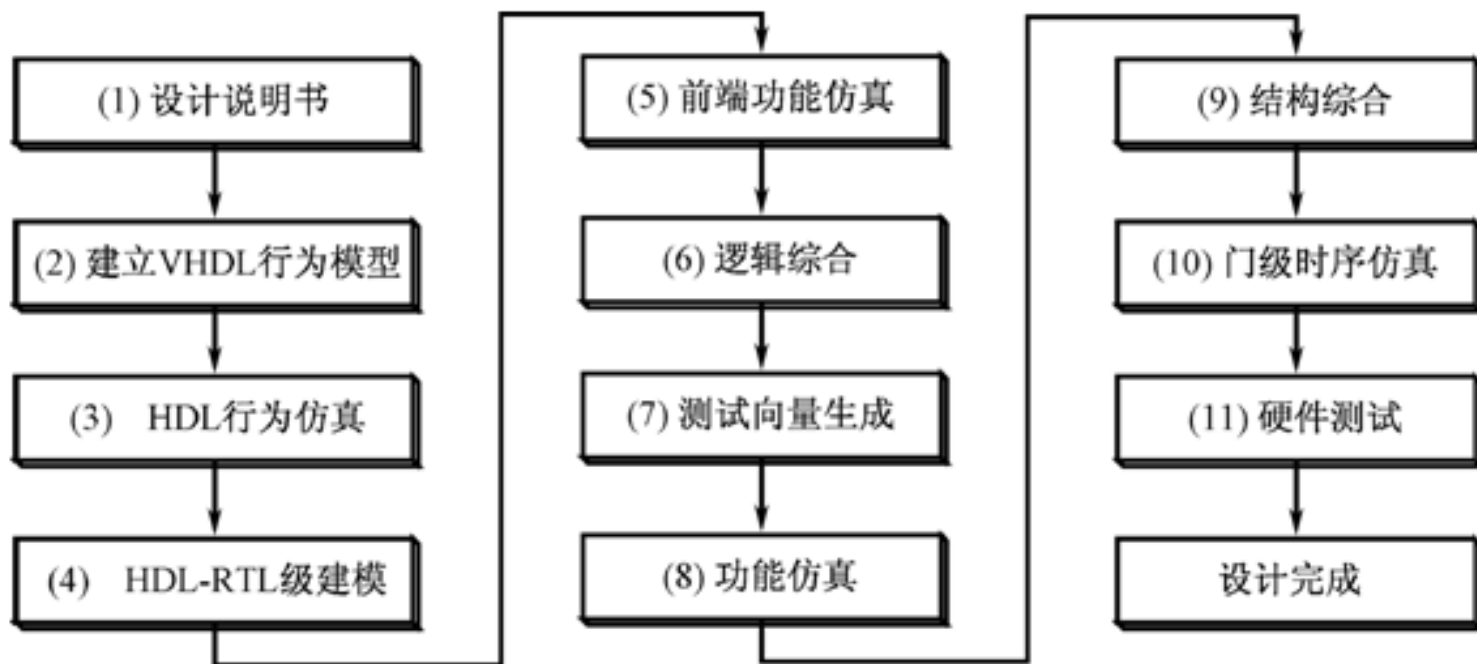 (1) 设计说明书
(2) 建立VHDL行为模型
(3) HDL行为仿真
(4) HDL-RTL级建模
(5) 前端功能仿真
(6) 逻辑综合
(7) 测试向量生成
(8) 功能仿真
(9) 结构综合
(10) 门级时序仿真
(11) 硬件测试
设计完成